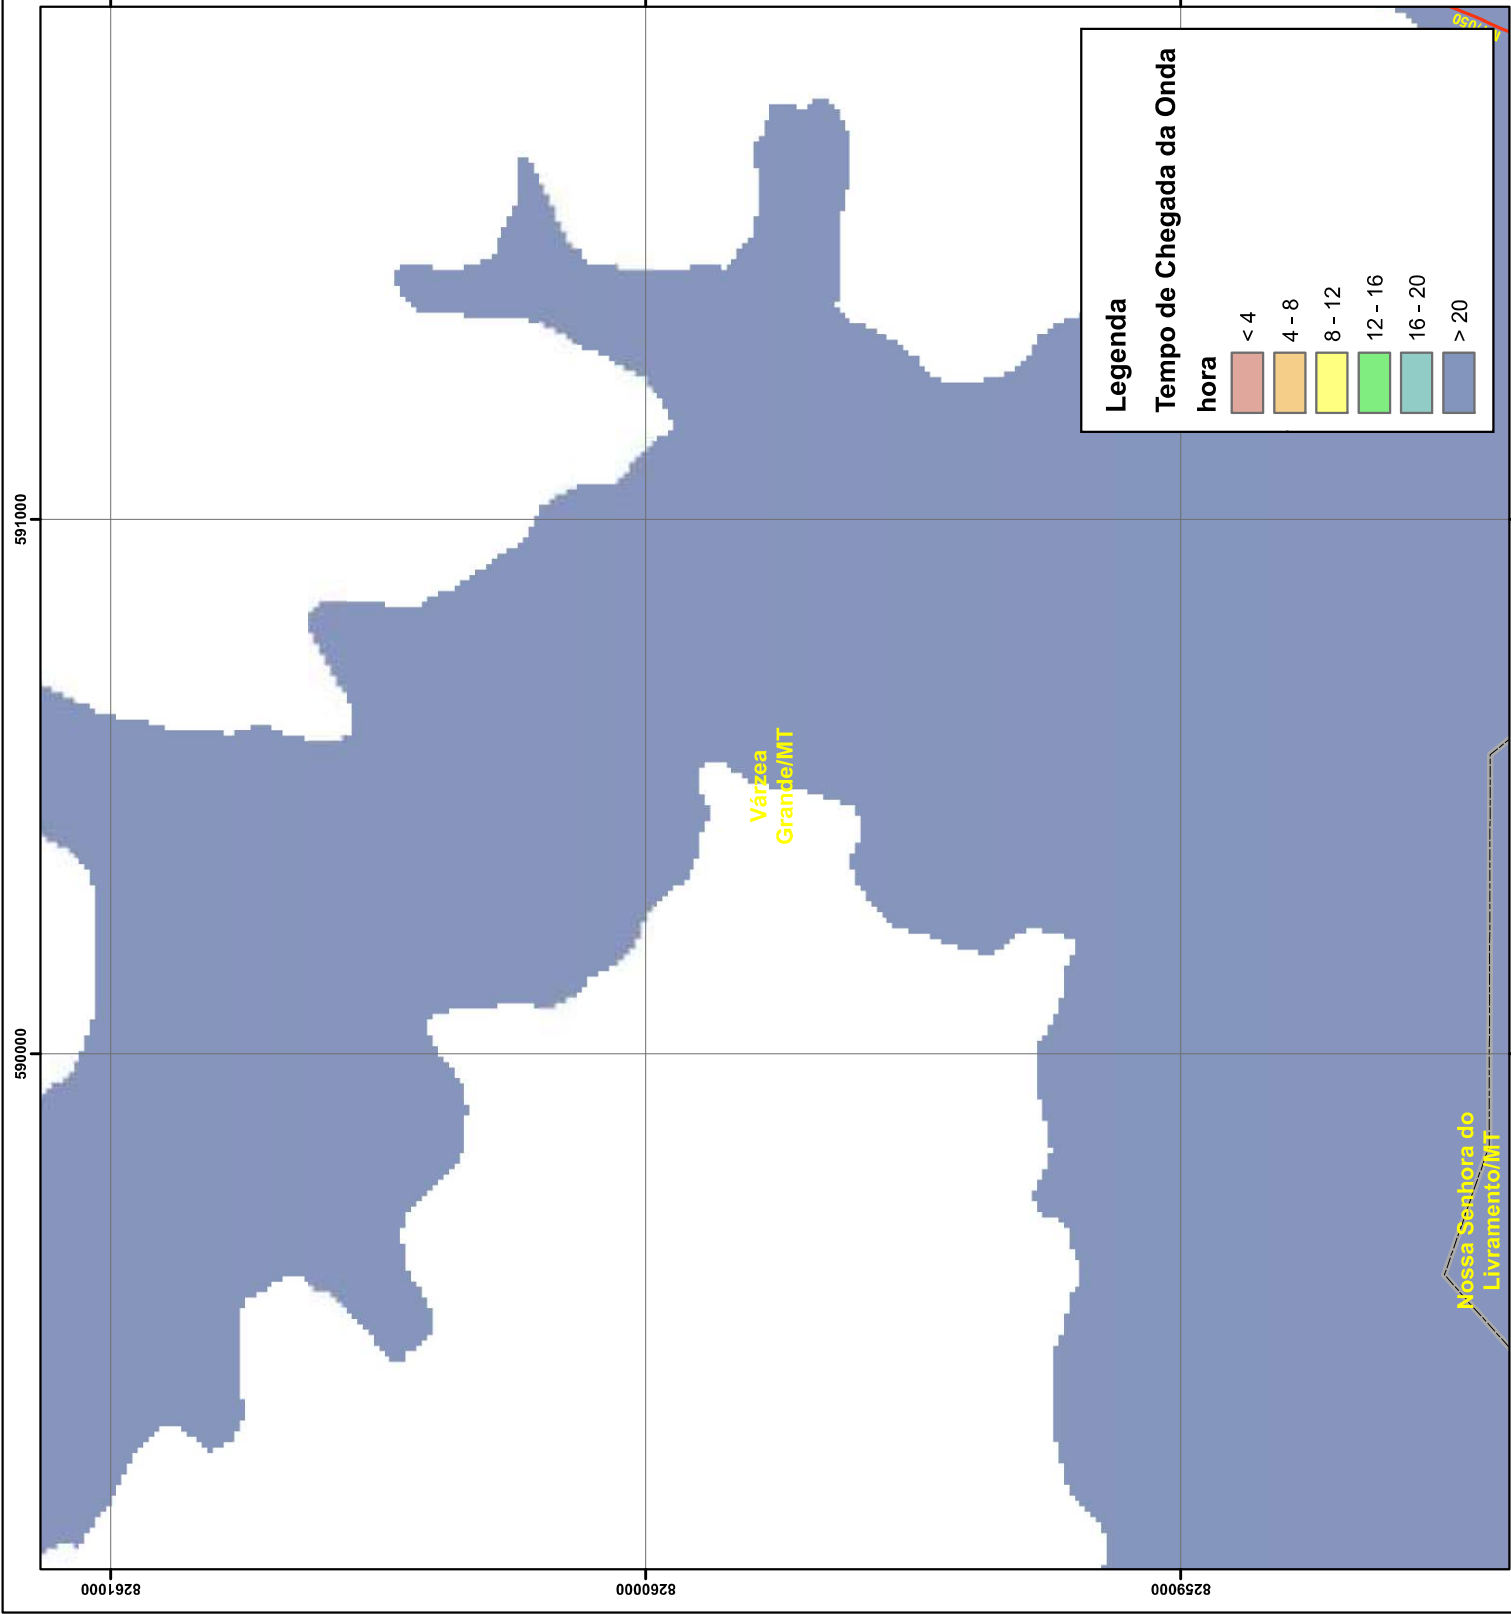 591000
590000
8261000
8260000
8259000
Várzea
Grande/MT
Nossa Senhora do
Livramento/MT
Legenda
Tempo de Chegada da Onda
hora
< 4
4 - 8
8 - 12
12 - 16
16 - 20
> 20